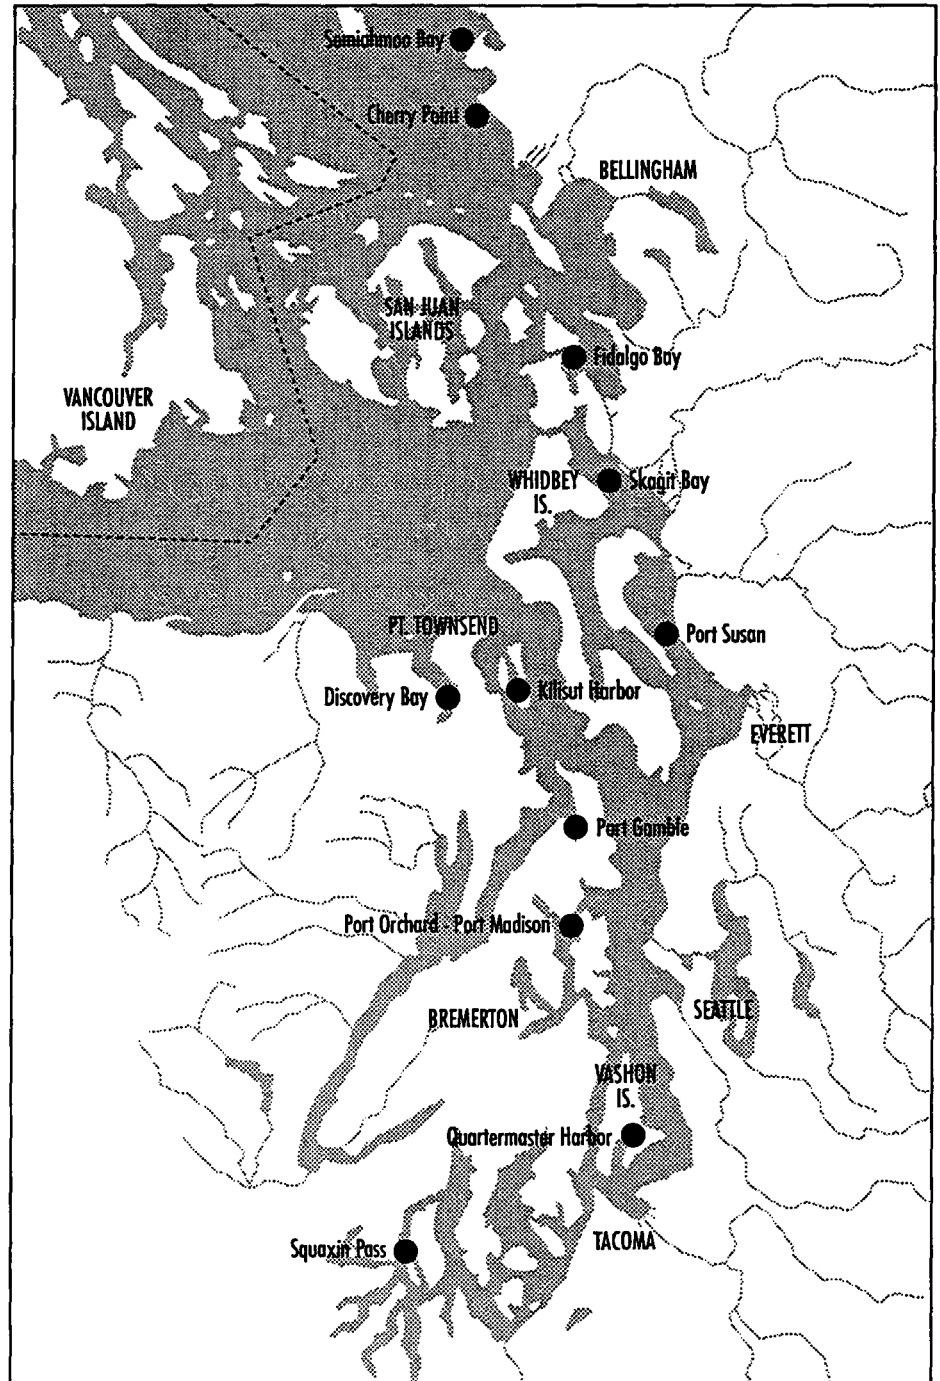 Semiahmoo Bay
Cherry Point
BELLINGHAM
SAN JUAN
ISLANDS
Fidalgo Bay
VANCOUVER
ISLAND
WHIDBEY
IS.
Skagit Bay
PT. TOWNSEND
Port Susan
Discovery Bay
Kilisut Harbor
EVERETT
Port Gamble
Port Orchard - Port Madison
BREMERTON
SEATTLE
VASHON
IS.
Quartermaster Harbor
TACOMA
Squaxin Pass